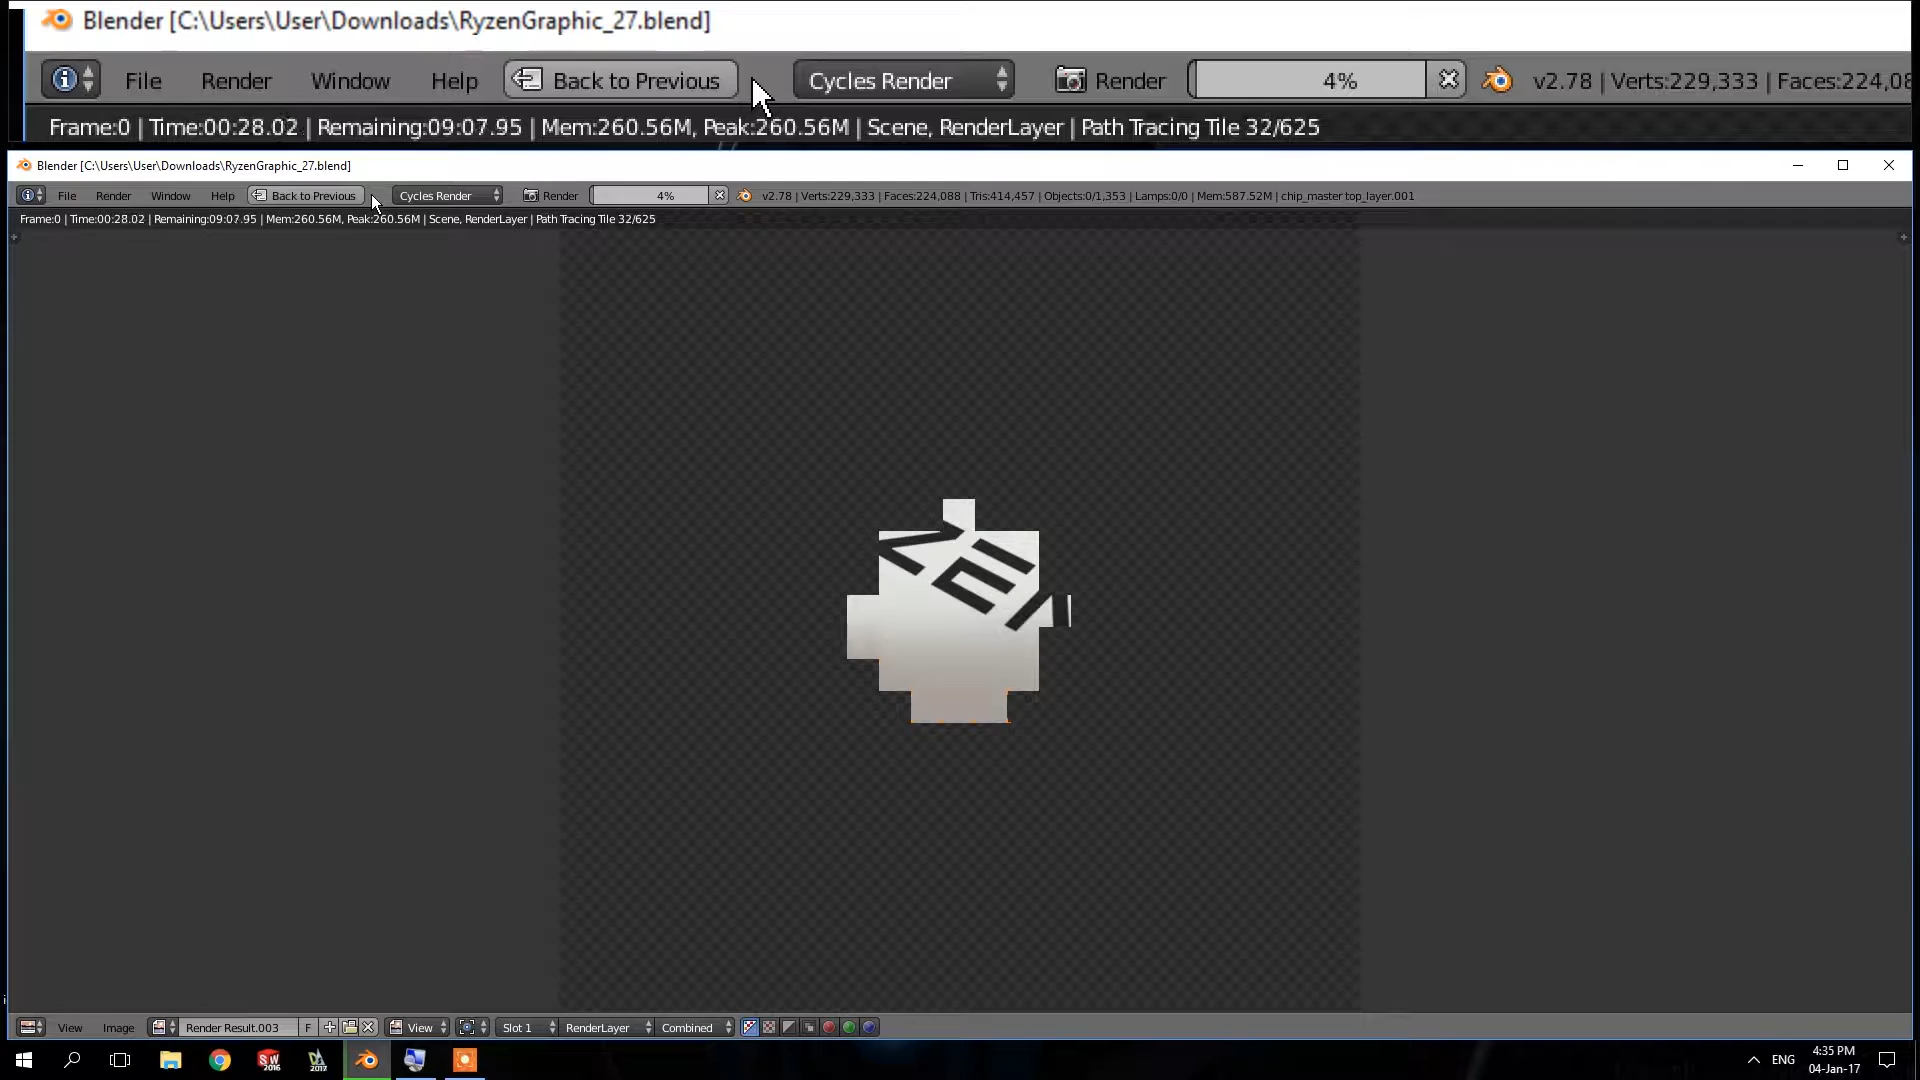 Blender [C:\Users\User\Downloads\RyzenGraphic_27.blend]
File Render Window Help Back to Previous Cycles Render Render 4% v2.78 | Verts:229,333 | Faces:224,08
Frame:0 | Time:00:28.02 | Remaining:09:07.95 | Mem:260.56M, Peak:260.56M | Scene, RenderLayer | Path Tracing Tile 32/625
Blender [C:\Users\User\Downloads\RyzenGraphic_27.blend]
File Render Window Help Back to Previous Cycles Render Render 4% v2.78 | Verts:229,333 | Faces:224,088 | Tris:414,457 | Objects:0/1,353 | Lamps:0/0 | Mem:587.52M | chip_master top_layer.001
Frame:0 | Time:00:28.02 | Remaining:09:07.95 | Mem:260.56M, Peak:260.56M | Scene, RenderLayer | Path Tracing Tile 32/625
ZE
View Image Render Result.003 F View Slot 1 RenderLayer Combined
SW 2016 2017 ENG 4:35 PM
04-Jan-17